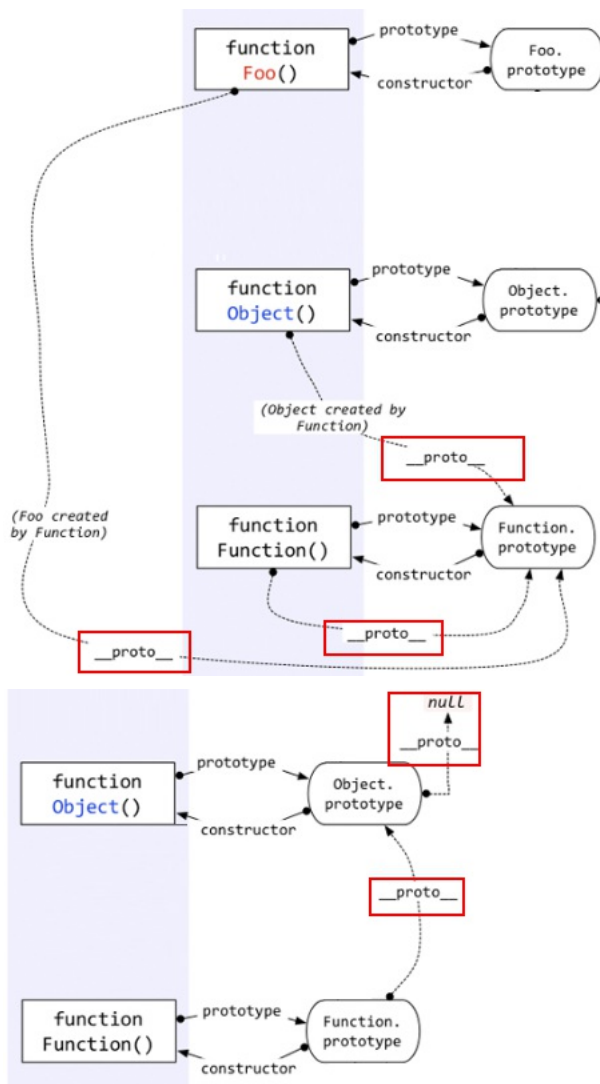 function
Foo()
prototype
constructor
Foo.
prototype
function
Object()
prototype
constructor
Object.
prototype
(Object created by
Function)
__proto__
function
Function()
prototype
constructor
Function.
prototype
(Foo created
by Function)
__proto__
__proto__
null
__proto__
function
Object()
prototype
constructor
Object.
prototype
__proto__
function
Function()
prototype
constructor
Function.
prototype